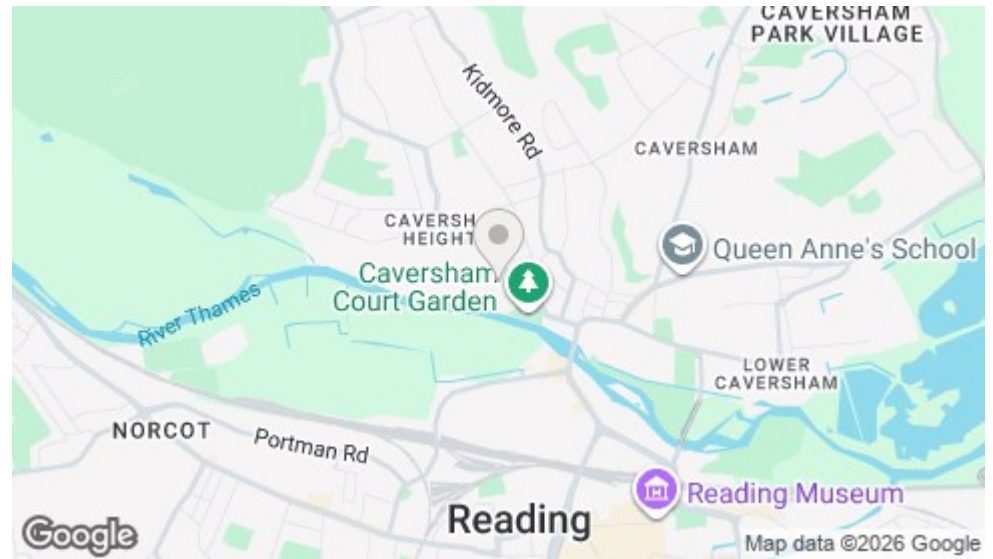 CAVERSHAM
PARK VILLAGE
Kidmore Rd
CAVERSHAM
CAVERSH
HEIGHT
Queen Anne's School
Caversham
Court Garden
River Thames
LOWER
CAVERSHAM
NORCOT
Portman Rd
Reading Museum
Reading
Google
Map data ©2026 Google